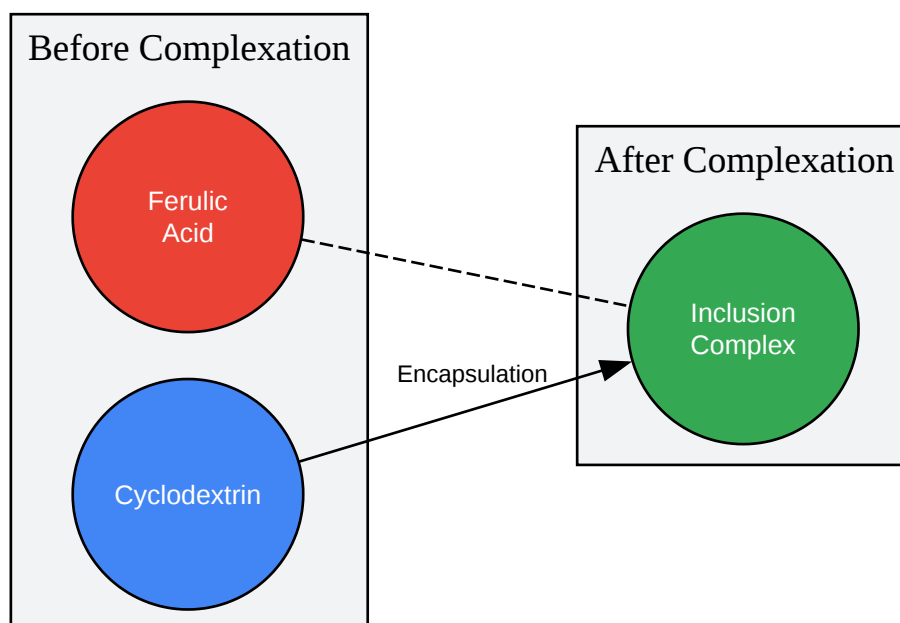 Before Complexation
Ferulic
Acid
Cyclodextrin
Encapsulation
After Complexation
Inclusion
Complex